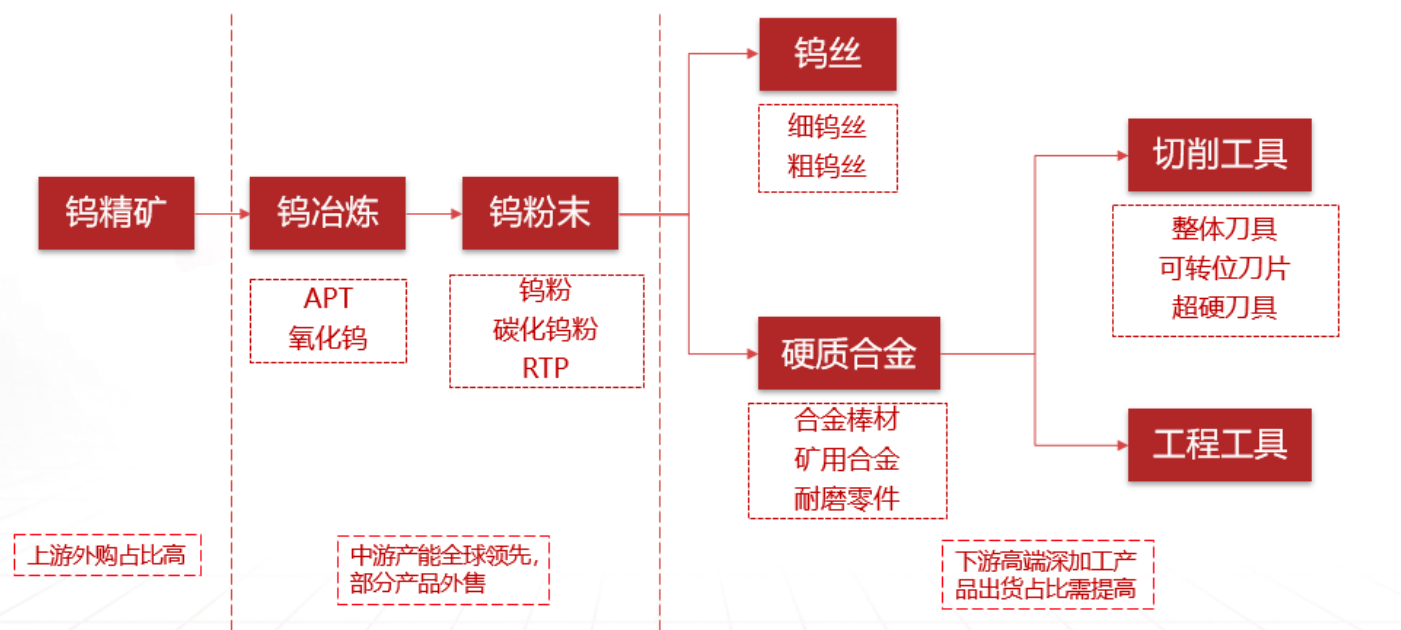 钨精矿
钨冶炼
APT
氧化钨
钨粉末
钨粉
碳化钨粉
RTP
钨丝
细钨丝
粗钨丝
硬质合金
合金棒材
矿用合金
耐磨零件
切削工具
整体刀具
可转位刀片
超硬刀具
工程工具
上游外购占比高
中游产能全球领先，
部分产品外售
下游高端深加工产
品出货占比需提高